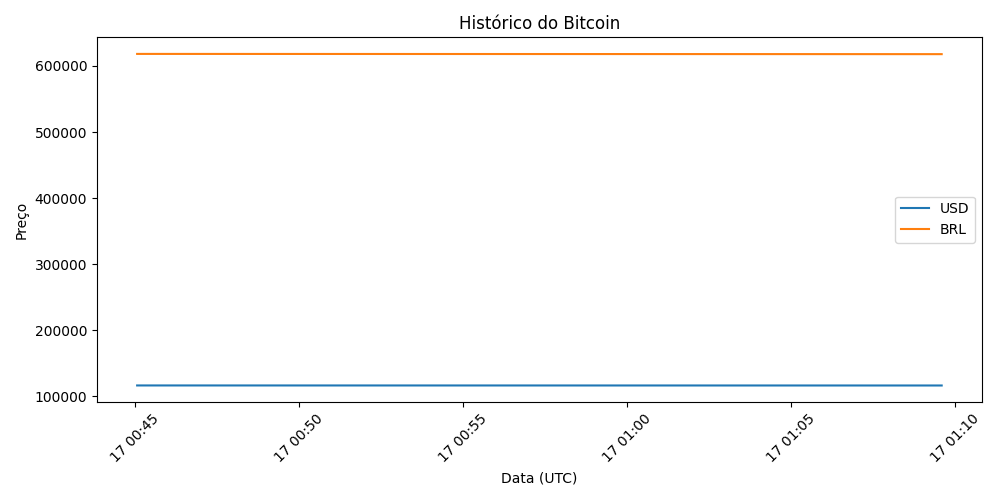 Histórico do Bitcoin
Preço
600000
500000
400000
300000
200000
100000
USD
BRL
17 00:45
17 00:50
17 00:55
17 01:00
17 01:05
17 01:10
Data (UTC)